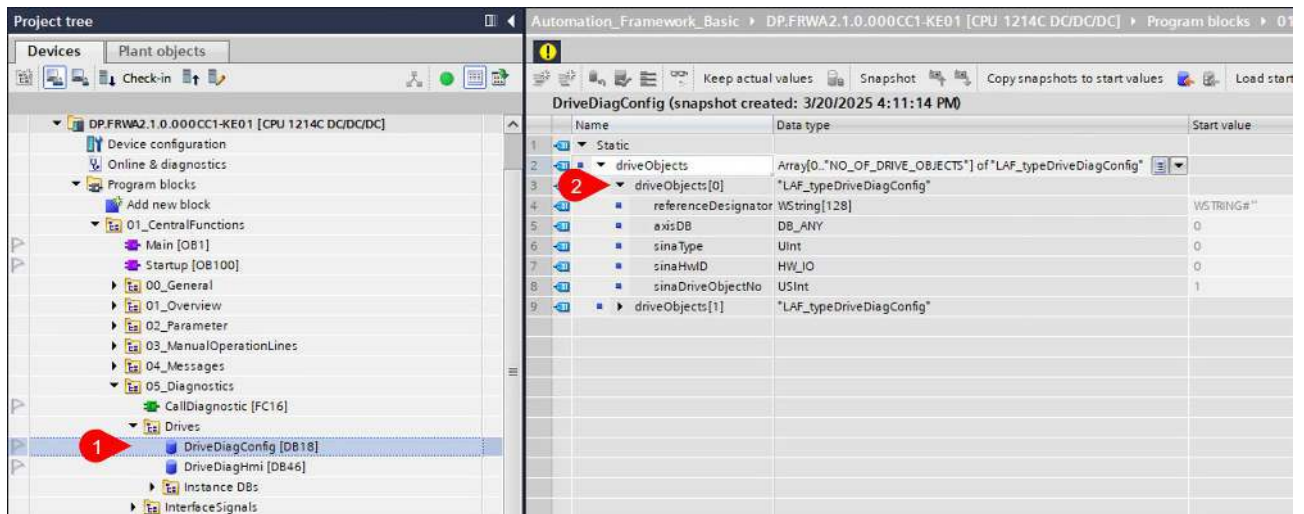 Project tree
Devices
Plant objects
Check-in
DP.FRWA2.1.0.000CC1-KE01 [CPU 1214C DC/DC/DC]
Device configuration
Online & diagnostics
Program blocks
Add new block
01_CentralFunctions
Main [OB1]
Startup [OB100]
00_General
01_Overview
02_Parameter
03_ManualOperationLines
04_Messages
05_Diagnostics
CallDiagnostic [FC16]
Drives
1
DriveDiagConfig [DB18]
DriveDiagHmi [DB46]
Instance DBs
InterfaceSignals
Automation_Framework_Basic DP.FRWA2.1.0.000CC1-KE01 [CPU 1214C DC/DC/DC] Program blocks 01
Keep actual values Snapshot Copy snapshots to start values Load start
DriveDiagConfig (snapshot created: 3/20/2025 4:11:14 PM)
Name Data type Start value
1 Static
2 driveObjects Array[0.."NO_OF_DRIVE_OBJECTS"] of "LAF_typeDriveDiagConfig"
3 2 driveObjects[0] "LAF_typeDriveDiagConfig"
4 referenceDesignator WString[128] WSTRING#''
5 axisDB DB_ANY 0
6 sinaType UInt 0
7 sinaHwID HW_IO 0
8 sinaDriveObjectNo USInt 1
9 driveObjects[1] "LAF_typeDriveDiagConfig"